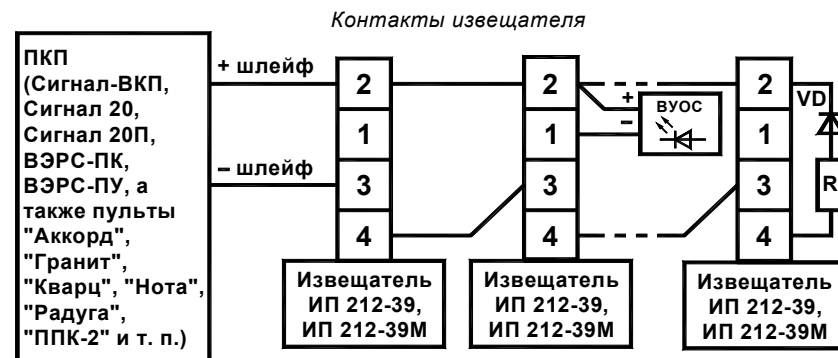 Контакты извещателя
ПКП
(Сигнал-ВКП,
Сигнал 20,
Сигнал 20П,
ВЭРС-ПК,
ВЭРС-ПУ, а
также пульты
"Аккорд",
"Гранит",
"Кварц", "Нота",
"Радуга",
"ППК-2" и т. п.)
+ шлейф
– шлейф
2
1
3
4
Извещатель
ИП 212-39,
ИП 212-39М
2
1
3
4
Извещатель
ИП 212-39,
ИП 212-39М
+
–
ВУОС
2
1
3
4
Извещатель
ИП 212-39,
ИП 212-39М
VD
R